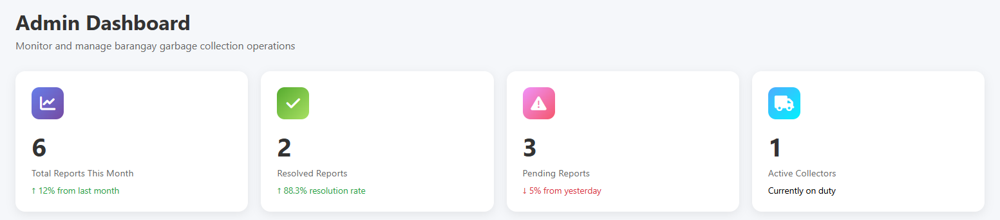 Admin Dashboard
Monitor and manage barangay garbage collection operations
6
Total Reports This Month
↑ 12% from last month
2
Resolved Reports
↑ 88.3% resolution rate
3
Pending Reports
↓ 5% from yesterday
1
Active Collectors
Currently on duty